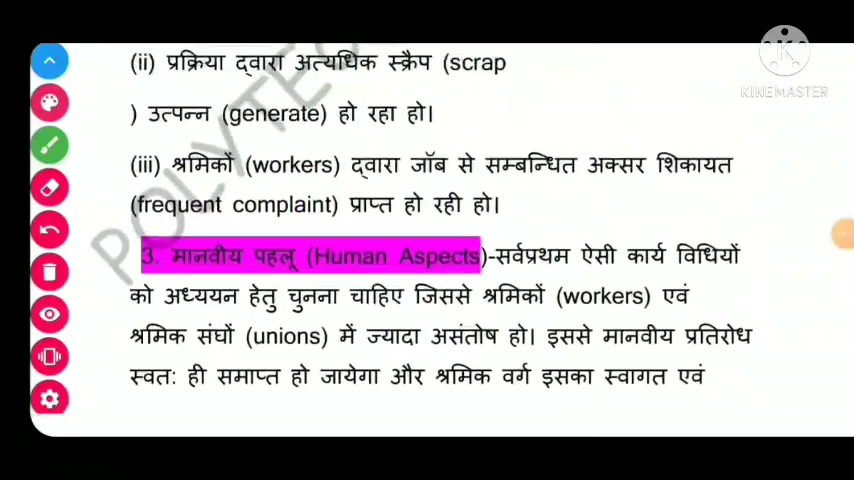 (ii) प्रक्रिया द्वारा अत्यधिक स्क्रैप (scrap
) उत्पन्न (generate) हो रहा हो।
(iii) श्रमिकों (workers) द्वारा जॉब से सम्बन्धित अक्सर शिकायत
(frequent complaint) प्राप्त हो रही हो।
3. मानवीय पहलू (Human Aspects)-सर्वप्रथम ऐसी कार्य विधियों
को अध्ययन हेतु चुनना चाहिए जिससे श्रमिकों (workers) एवं
श्रमिक संघों (unions) में ज्यादा असंतोष हो। इससे मानवीय प्रतिरोध
स्वत: ही समाप्त हो जायेगा और श्रमिक वर्ग इसका स्वागत एवं
POLYTEC
K
KINEMASTER